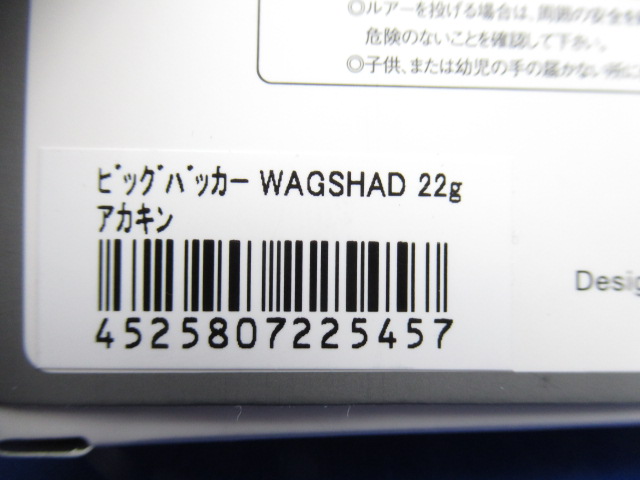 ◎ルアーを投げる場合は、周囲の安全を
危険のないことを確認して下さい。
◎子供、または幼児の手の届かない所に
ビッグバッカー WAGSHAD 22g
アカキン
4525807225457
Desig